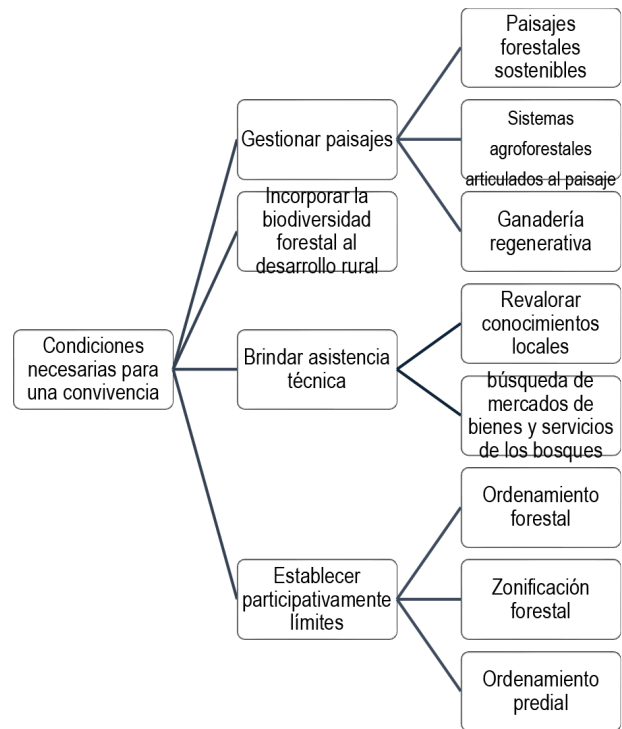 Condiciones
necesarias para
una convivencia
Gestionar paisajes
Paisajes
forestales
sostenibles
Sistemas
agroforestales
articulados al paisaje
Ganadería
regenerativa
Incorporar la
biodiversidad
forestal al
desarrollo rural
Brindar asistencia
técnica
Revalorar
conocimientos
locales
búsqueda de
mercados de
bienes y servicios
de los bosques
Establecer
participativamente
límites
Ordenamiento
forestal
Zonificación
forestal
Ordenamiento
predial